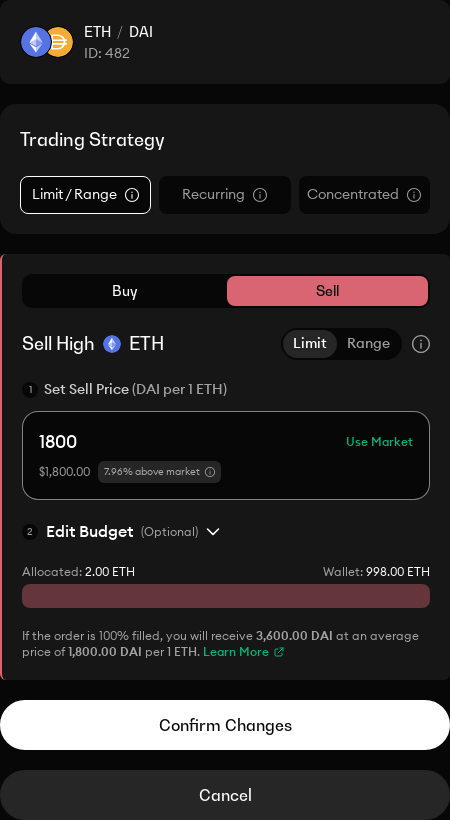 ETH / DAI
ID: 482
Trading Strategy
Limit / Range
Recurring
Concentrated
Buy
Sell
Sell High ETH
Limit
Range
1 Set Sell Price (DAI per 1 ETH)
1800
Use Market
$1,800.00
7.96% above market
2 Edit Budget (Optional)
Allocated: 2.00 ETH
Wallet: 998.00 ETH
If the order is 100% filled, you will receive 3,600.00 DAI at an average
price of 1,800.00 DAI per 1 ETH. Learn More
Confirm Changes
Cancel